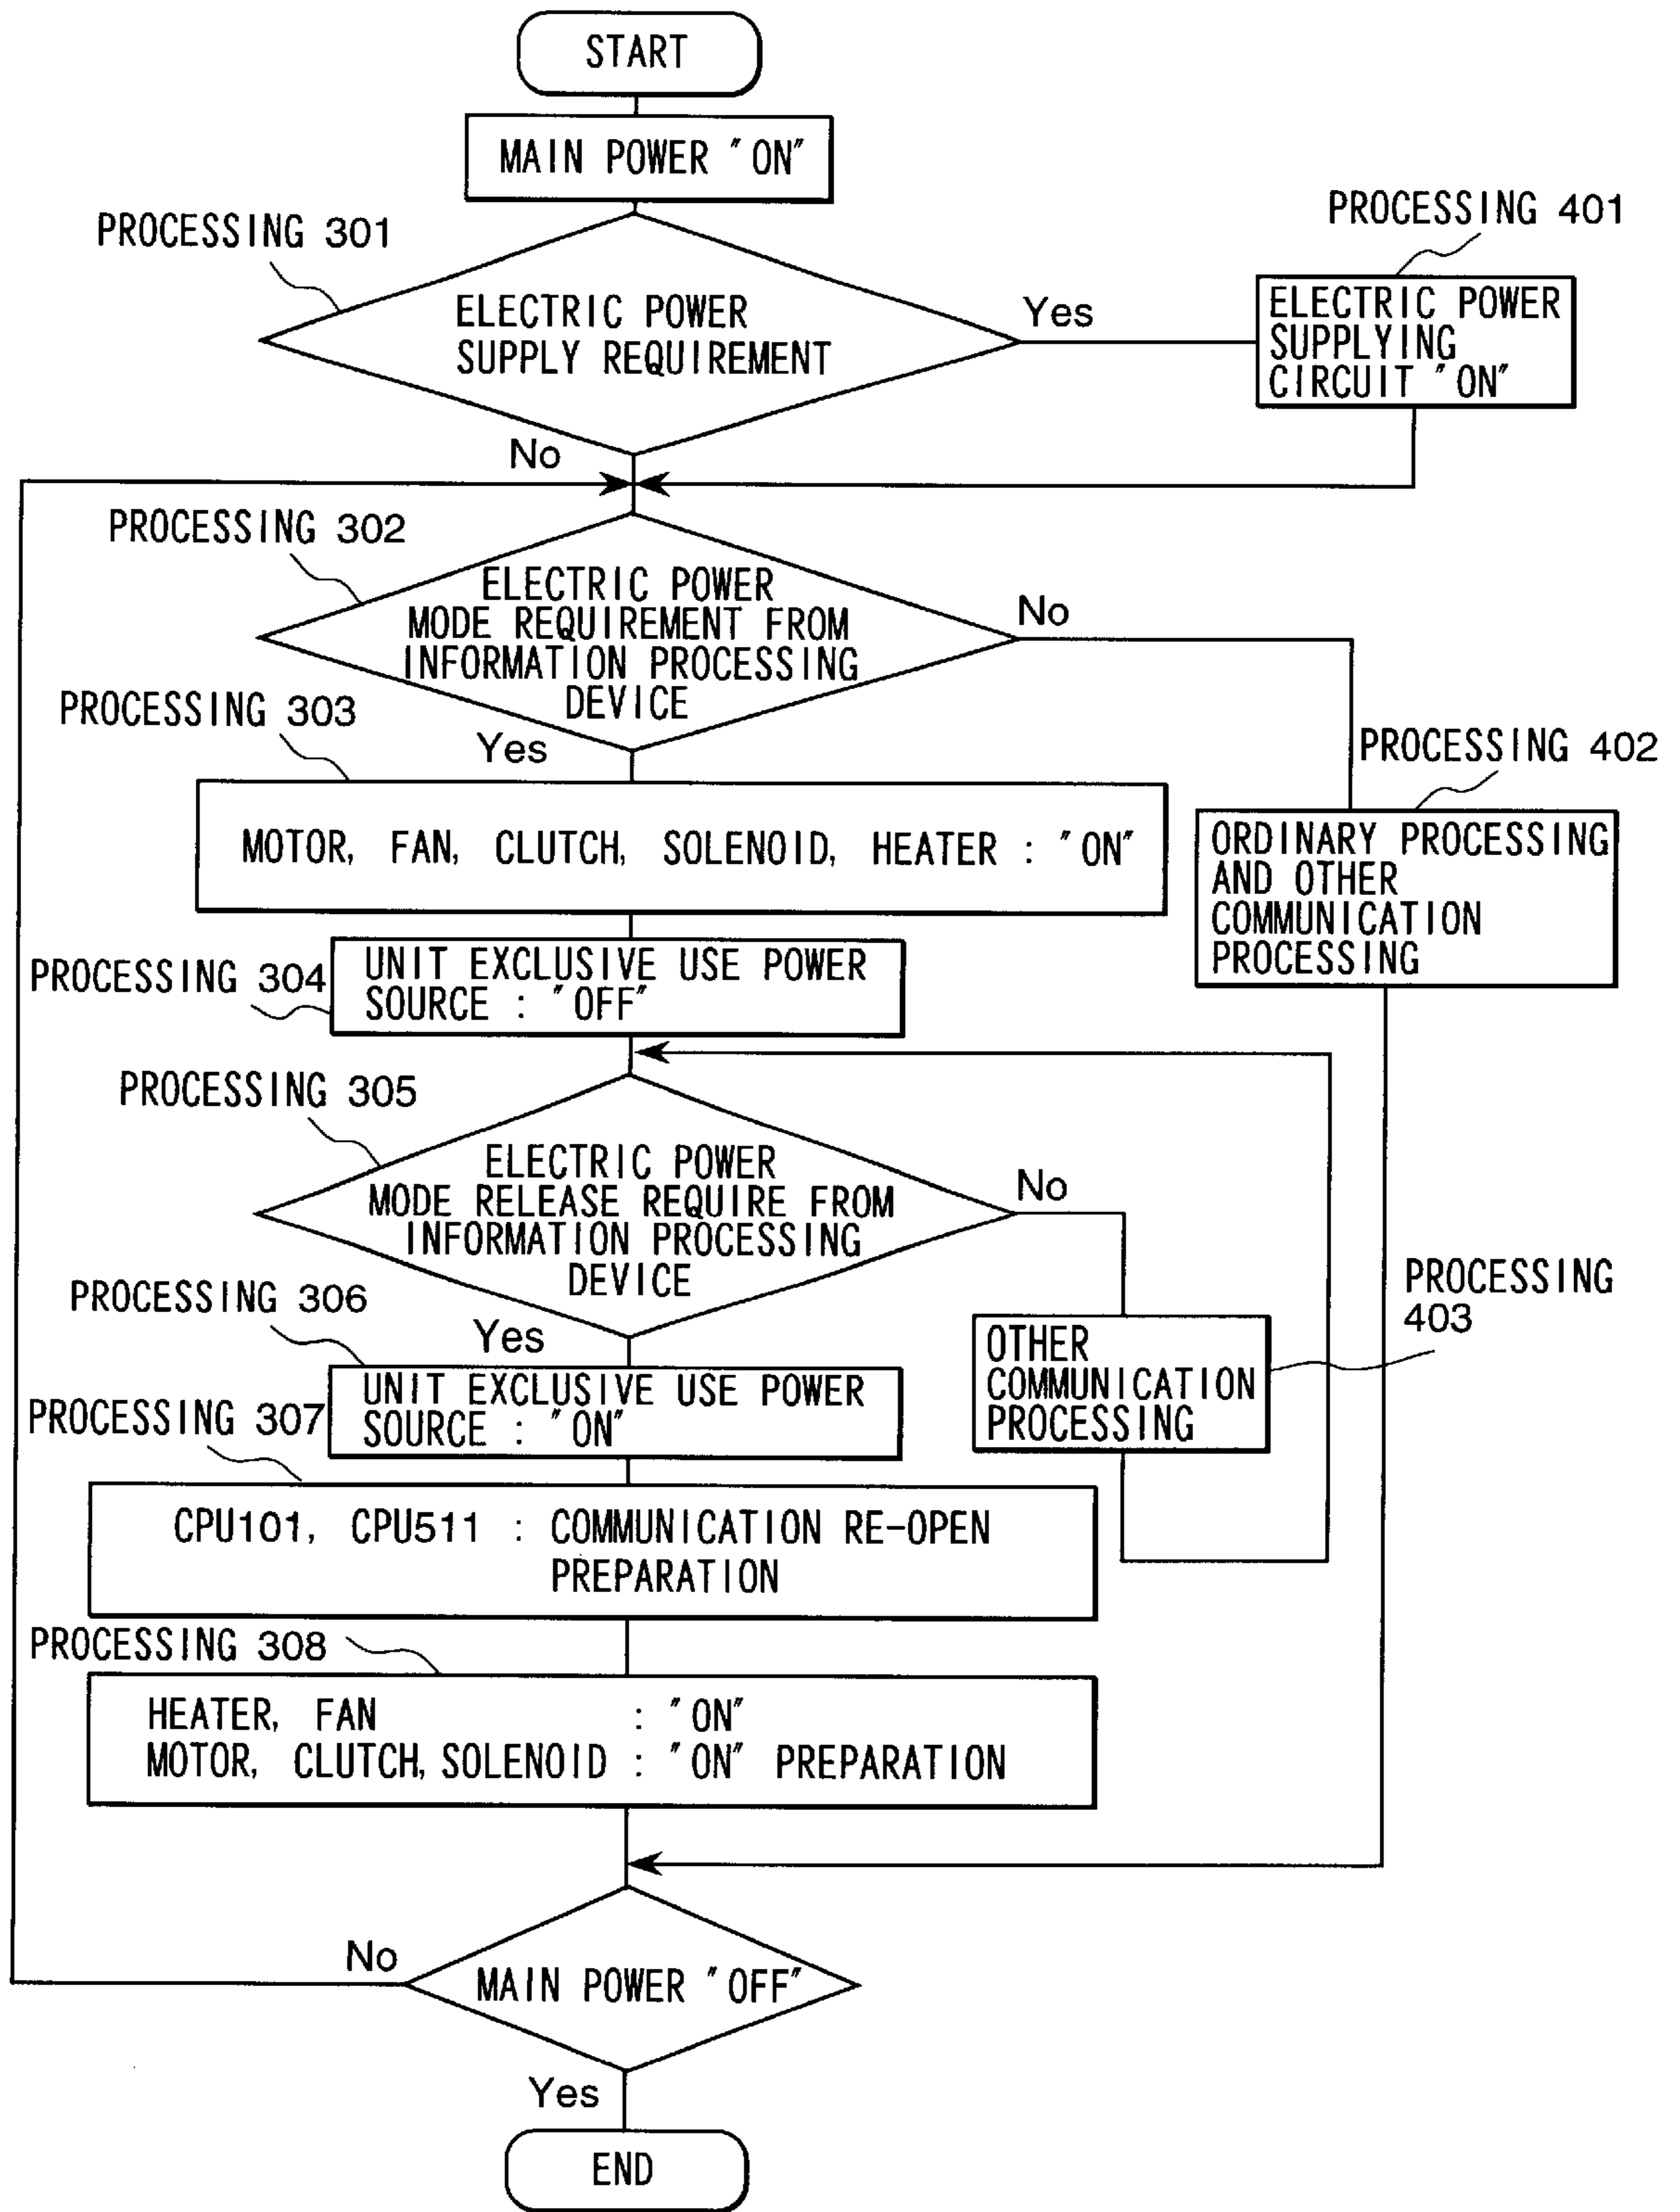 START
MAIN POWER "ON"
PROCESSING 301
ELECTRIC POWER
SUPPLY REQUIREMENT
Yes
PROCESSING 401
ELECTRIC POWER
SUPPLYING
CIRCUIT "ON"
No
PROCESSING 302
ELECTRIC POWER
MODE REQUIREMENT FROM
INFORMATION PROCESSING
DEVICE
No
PROCESSING 303
Yes
MOTOR, FAN, CLUTCH, SOLENOID, HEATER : "ON"
PROCESSING 402
ORDINARY PROCESSING
AND OTHER
COMMUNICATION
PROCESSING
PROCESSING 304
UNIT EXCLUSIVE USE POWER
SOURCE : "OFF"
PROCESSING 305
ELECTRIC POWER
MODE RELEASE REQUIRE FROM
INFORMATION PROCESSING
DEVICE
No
PROCESSING
403
OTHER
COMMUNICATION
PROCESSING
PROCESSING 306
Yes
UNIT EXCLUSIVE USE POWER
SOURCE : "ON"
PROCESSING 307
CPU101, CPU511 : COMMUNICATION RE-OPEN
PREPARATION
PROCESSING 308
HEATER, FAN : "ON"
MOTOR, CLUTCH, SOLENOID : "ON" PREPARATION
No
MAIN POWER "OFF"
Yes
END